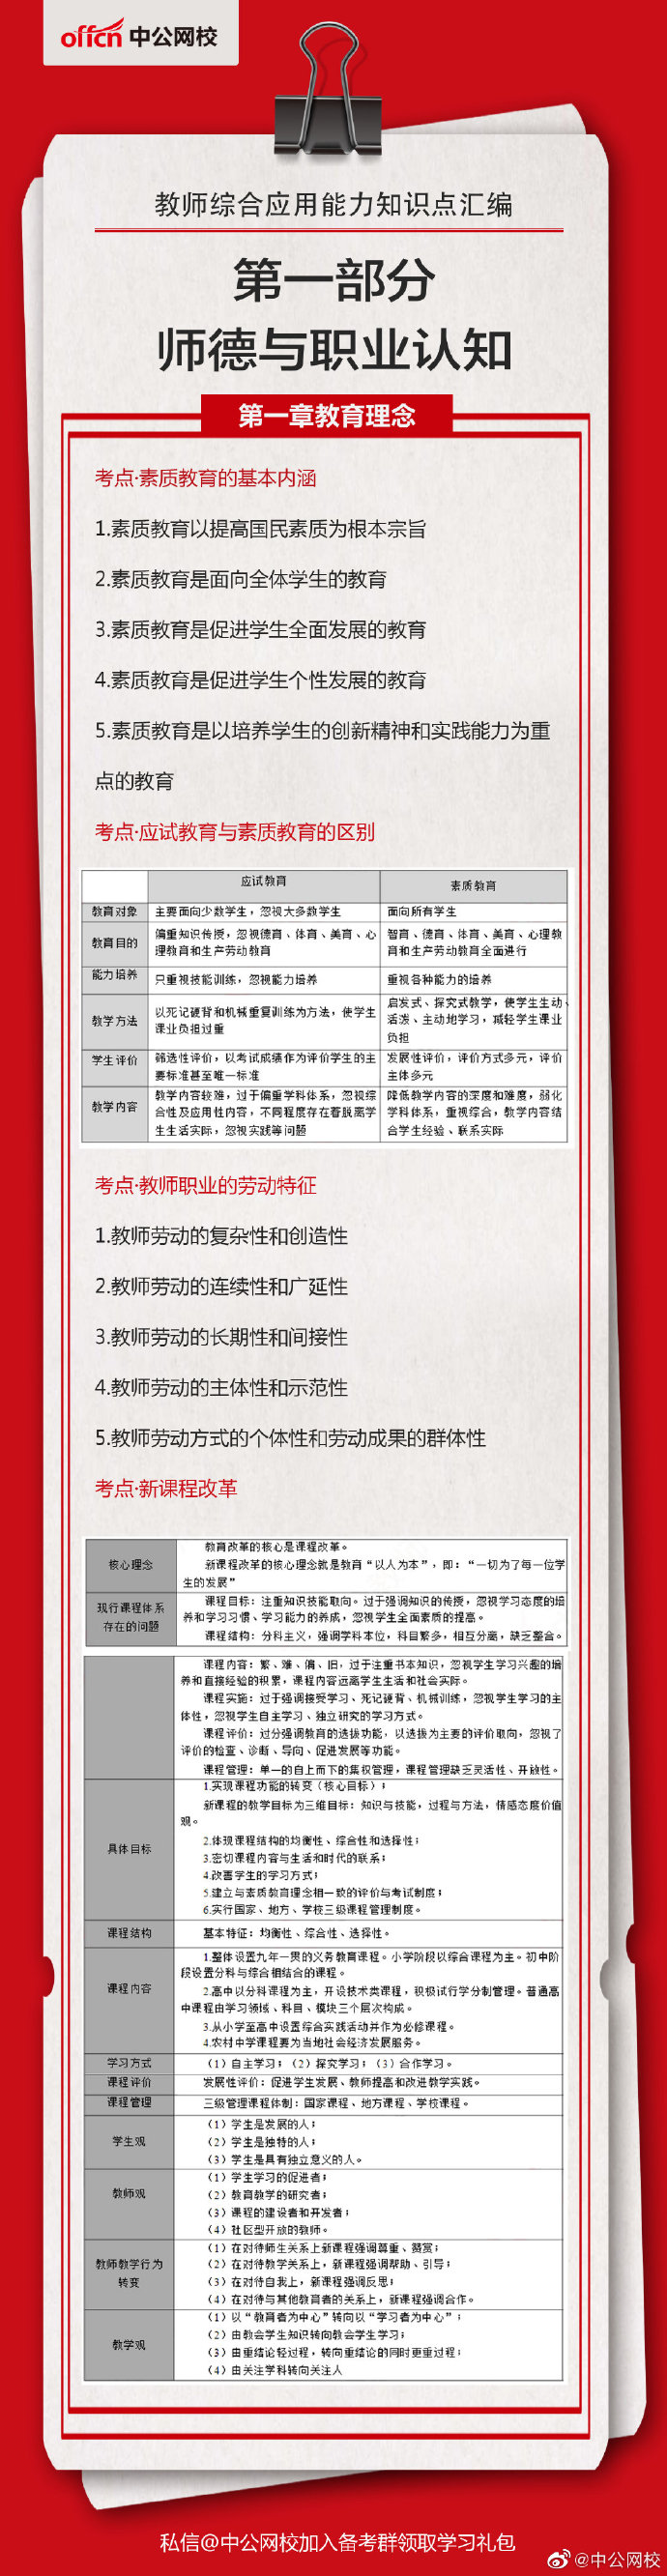 offcn 中公网校
教师综合应用能力知识点汇编
第一部分
师德与职业认知
第一章教育理念
考点·素质教育的基本内涵
1.素质教育以提高国民素质为根本宗旨
2.素质教育是面向全体学生的教育
3.素质教育是促进学生全面发展的教育
4.素质教育是促进学生个性发展的教育
5.素质教育是以培养学生的创新精神和实践能力为重
点的教育
考点·应试教育与素质教育的区别
应试教育 素质教育
教育对象 主要面向少数学生，忽视大多数学生 面向所有学生
教育目的 偏重知识传授，忽视德育、体育、美育、心 智育、德育、体育、美育、心理教
理教育和生产劳动教育 育和生产劳动教育全面进行
能力培养 只重视技能训练，忽视能力培养 重视各种能力的培养
教学方法 以死记硬背和机械重复训练为方法，使学生 启发式、探究式教学，使学生生动、
课业负担过重 活泼、主动地学习，减轻学生课业
负担
学生评价 筛选性评价，以考试成绩作为评价学生的主 发展性评价，评价方式多元，评价
要标准甚至唯一标准 主体多元
教学内容 教学内容较难，过于偏重学科体系，忽视综 降低教学内容的深度和难度，弱化
合性及应用性内容，不同程度存在着脱离学 学科体系，重视综合，教学内容结
生生活实际，忽视实践等问题 合学生经验、联系实际
考点·教师职业的劳动特征
1.教师劳动的复杂性和创造性
2.教师劳动的连续性和广延性
3.教师劳动的长期性和间接性
4.教师劳动的主体性和示范性
5.教师劳动方式的个体性和劳动成果的群体性
考点·新课程改革
核心理念 教育改革的核心是课程改革。
新课程改革的核心理念就是教育“以人为本”，即：“一切为了每一位学
生的发展”
现行课程体系 课程目标：注重知识技能取向。过于强调知识的传授，忽视学习态度的培
存在的问题 养和学习习惯、学习能力的养成，忽视学生全面素质的提高。
课程结构：分科主义，强调学科本位，科目繁多，相互分离，缺乏整合。
课程内容：繁、难、偏、旧，过于注重书本知识，忽视学生学习兴趣的培
养和直接经验的积累，课程内容远离学生生活和社会实际。
课程实施：过于强调接受学习、死记硬背、机械训练，忽视学生学习的主
体性，忽视学生自主学习、独立研究的学习方式。
课程评价：过分强调教育的选拔功能，以选拔为主要的评价取向，忽视了
评价的检查、诊断、导向、促进发展等功能。
课程管理：单一的自上而下的集权管理，课程管理缺乏灵活性、开放性。
具体目标 1.实现课程功能的转变（核心目标）；
新课程的教学目标为三维目标：知识与技能，过程与方法，情感态度价值
观。
2.体现课程结构的均衡性、综合性和选择性；
3.密切课程内容与生活和时代的联系；
4.改善学生的学习方式；
5.建立与素质教育理念相一致的评价与考试制度；
6.实行国家、地方、学校三级课程管理制度。
课程结构 基本特征：均衡性、综合性、选择性。
课程内容 1.整体设置九年一贯的义务教育课程。小学阶段以综合课程为主。初中阶
段设置分科与综合相结合的课程。
2.高中以分科课程为主，开设技术类课程，积极试行学分制管理。普通高
中课程由学习领域、科目、模块三个层次构成。
3.从小学至高中设置综合实践活动并作为必修课程。
4.农村中学课程要为当地社会经济发展服务。
学习方式 （1）自主学习；（2）探究学习；（3）合作学习。
课程评价 发展性评价：促进学生发展、教师提高和改进教学实践。
课程管理 三级管理课程体制：国家课程、地方课程、学校课程。
学生观 （1）学生是发展的人；
（2）学生是独特的人；
（3）学生是具有独立意义的人。
教师观 （1）学生学习的促进者；
（2）教育教学的研究者；
（3）课程的建设者和开发者；
（4）社区型开放的教师。
教师教学行为 （1）在对待师生关系上新课程强调尊重、赞赏；
转变 （2）在对待教学关系上，新课程强调帮助、引导；
（3）在对待自我上，新课程强调反思；
（4）在对待与其他教育者的关系上，新课程强调合作。
教学观 （1）以“教育者为中心”转向以“学习者为中心”；
（2）由教会学生知识转向教会学生学习；
（3）由重结论轻过程，转向重结论的同时更重过程；
（4）由关注学科转向关注人
私信@中公网校加入备考群领取学习礼包
@中公网校